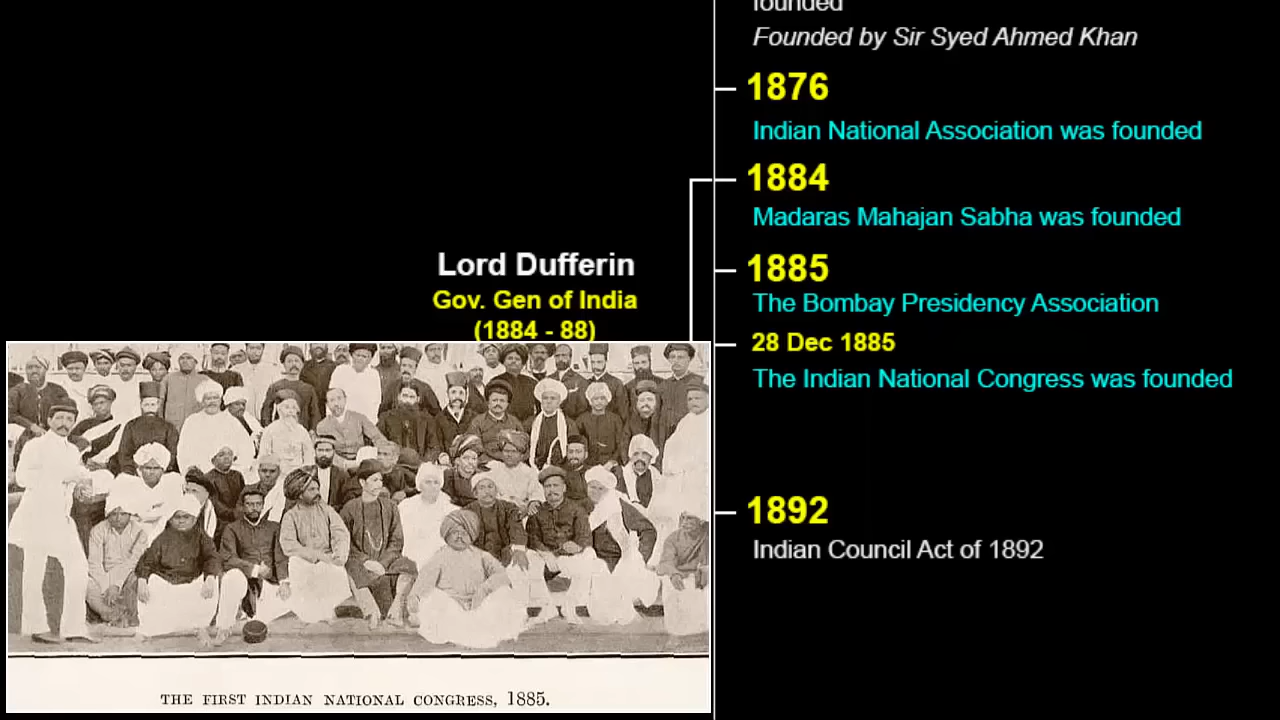 founded
Founded by Sir Syed Ahmed Khan
1876
Indian National Association was founded
1884
Madaras Mahajan Sabha was founded
Lord Dufferin
Gov. Gen of India
(1884 - 88)
1885
The Bombay Presidency Association
28 Dec 1885
The Indian National Congress was founded
1892
Indian Council Act of 1892
THE FIRST INDIAN NATIONAL CONGRESS, 1885.